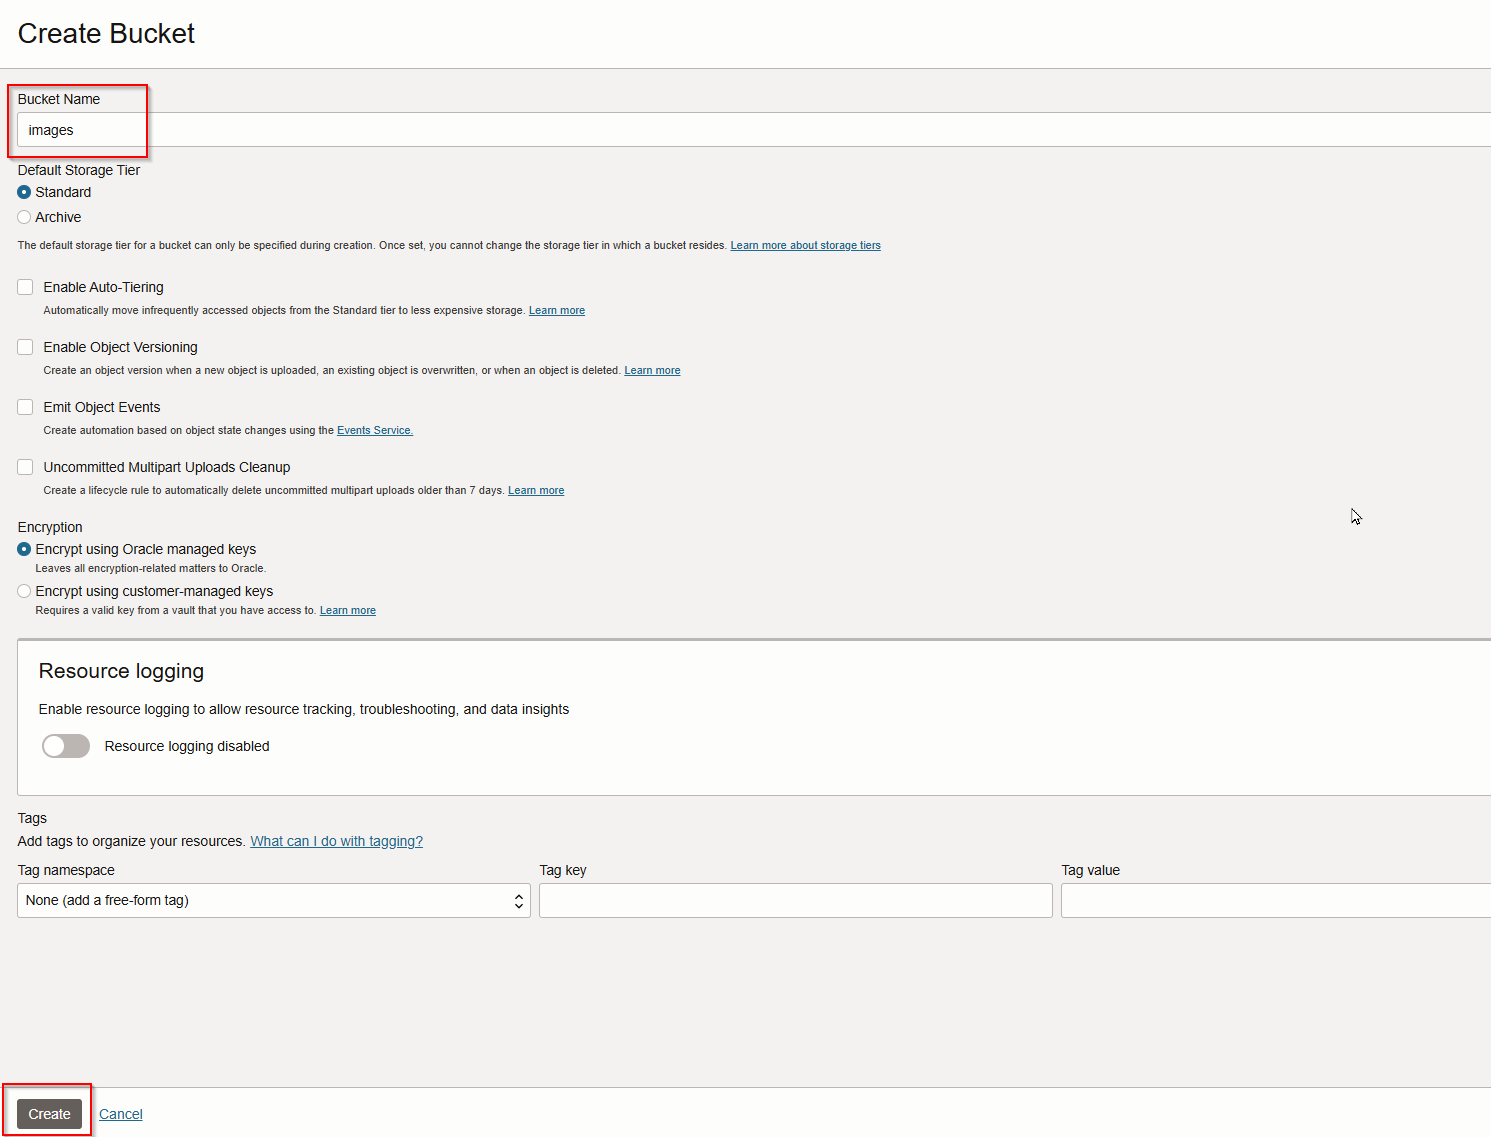 Create Bucket
Bucket Name
images
Default Storage Tier
Standard
Archive
The default storage tier for a bucket can only be specified during creation. Once set, you cannot change the storage tier in which a bucket resides. Learn more about storage tiers
Enable Auto-Tiering
Automatically move infrequently accessed objects from the Standard tier to less expensive storage. Learn more
Enable Object Versioning
Create an object version when a new object is uploaded, an existing object is overwritten, or when an object is deleted. Learn more
Emit Object Events
Create automation based on object state changes using the Events Service.
Uncommitted Multipart Uploads Cleanup
Create a lifecycle rule to automatically delete uncommitted multipart uploads older than 7 days. Learn more
Encryption
Encrypt using Oracle managed keys
Leaves all encryption-related matters to Oracle.
Encrypt using customer-managed keys
Requires a valid key from a vault that you have access to. Learn more
Resource logging
Enable resource logging to allow resource tracking, troubleshooting, and data insights
Resource logging disabled
Tags
Add tags to organize your resources. What can I do with tagging?
Tag namespace Tag key Tag value
None (add a free-form tag)
Create Cancel